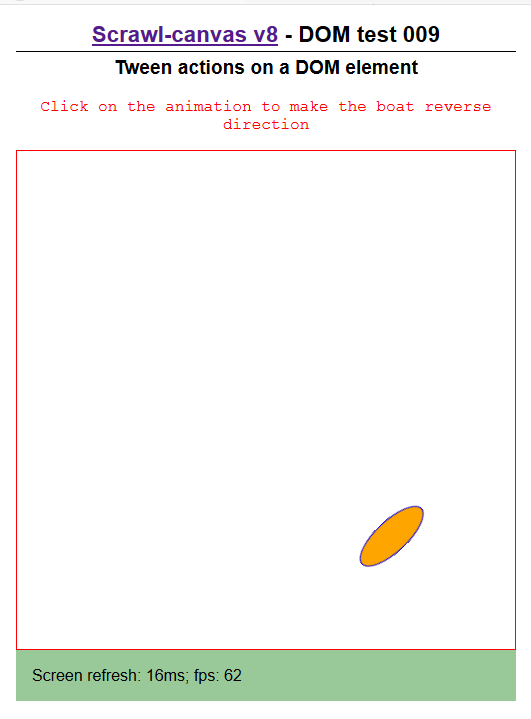 Scrawl-canvas v8 - DOM test 009
Tween actions on a DOM element
Click on the animation to make the boat reverse
direction
Screen refresh: 16ms; fps: 62